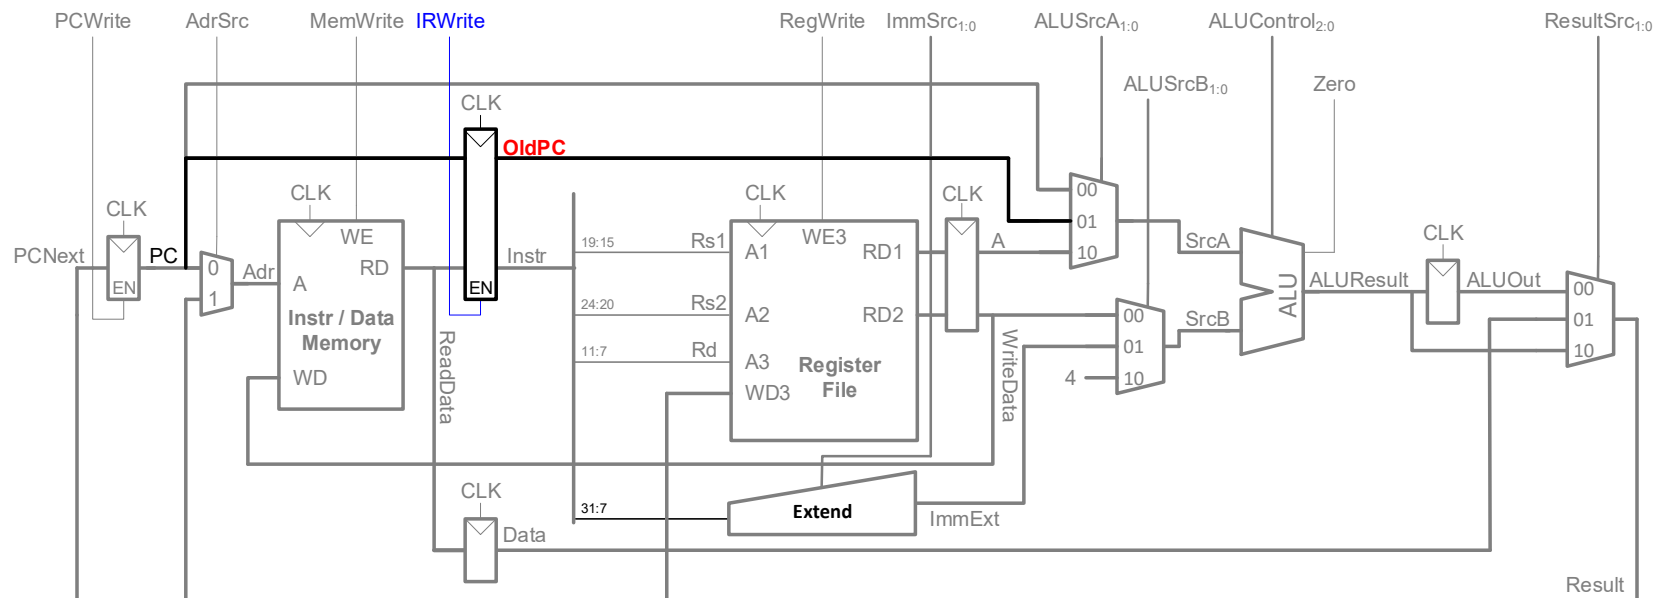 PCWrite
AdrSrc
MemWrite
IRWrite
RegWrite
ImmSrc1:0
ALUSrcA1:0
ALUControl2:0
ResultSrc1:0
ALUSrcB1:0
Zero
CLK
OldPC
CLK
CLK
CLK
CLK
CLK
PCNext
EN
PC
0
1
Adr
A
WE
RD
Instr / Data
Memory
WD
ReadData
EN
Instr
19:15
Rs1
24:20
Rs2
11:7
Rd
A1
A2
A3
WD3
WE3
RD1
RD2
Register
File
A
WriteData
00
01
10
SrcA
00
01
10
4
SrcB
ALU
ALUResult
ALUOut
00
01
10
CLK
Data
31:7
Extend
ImmExt
Result